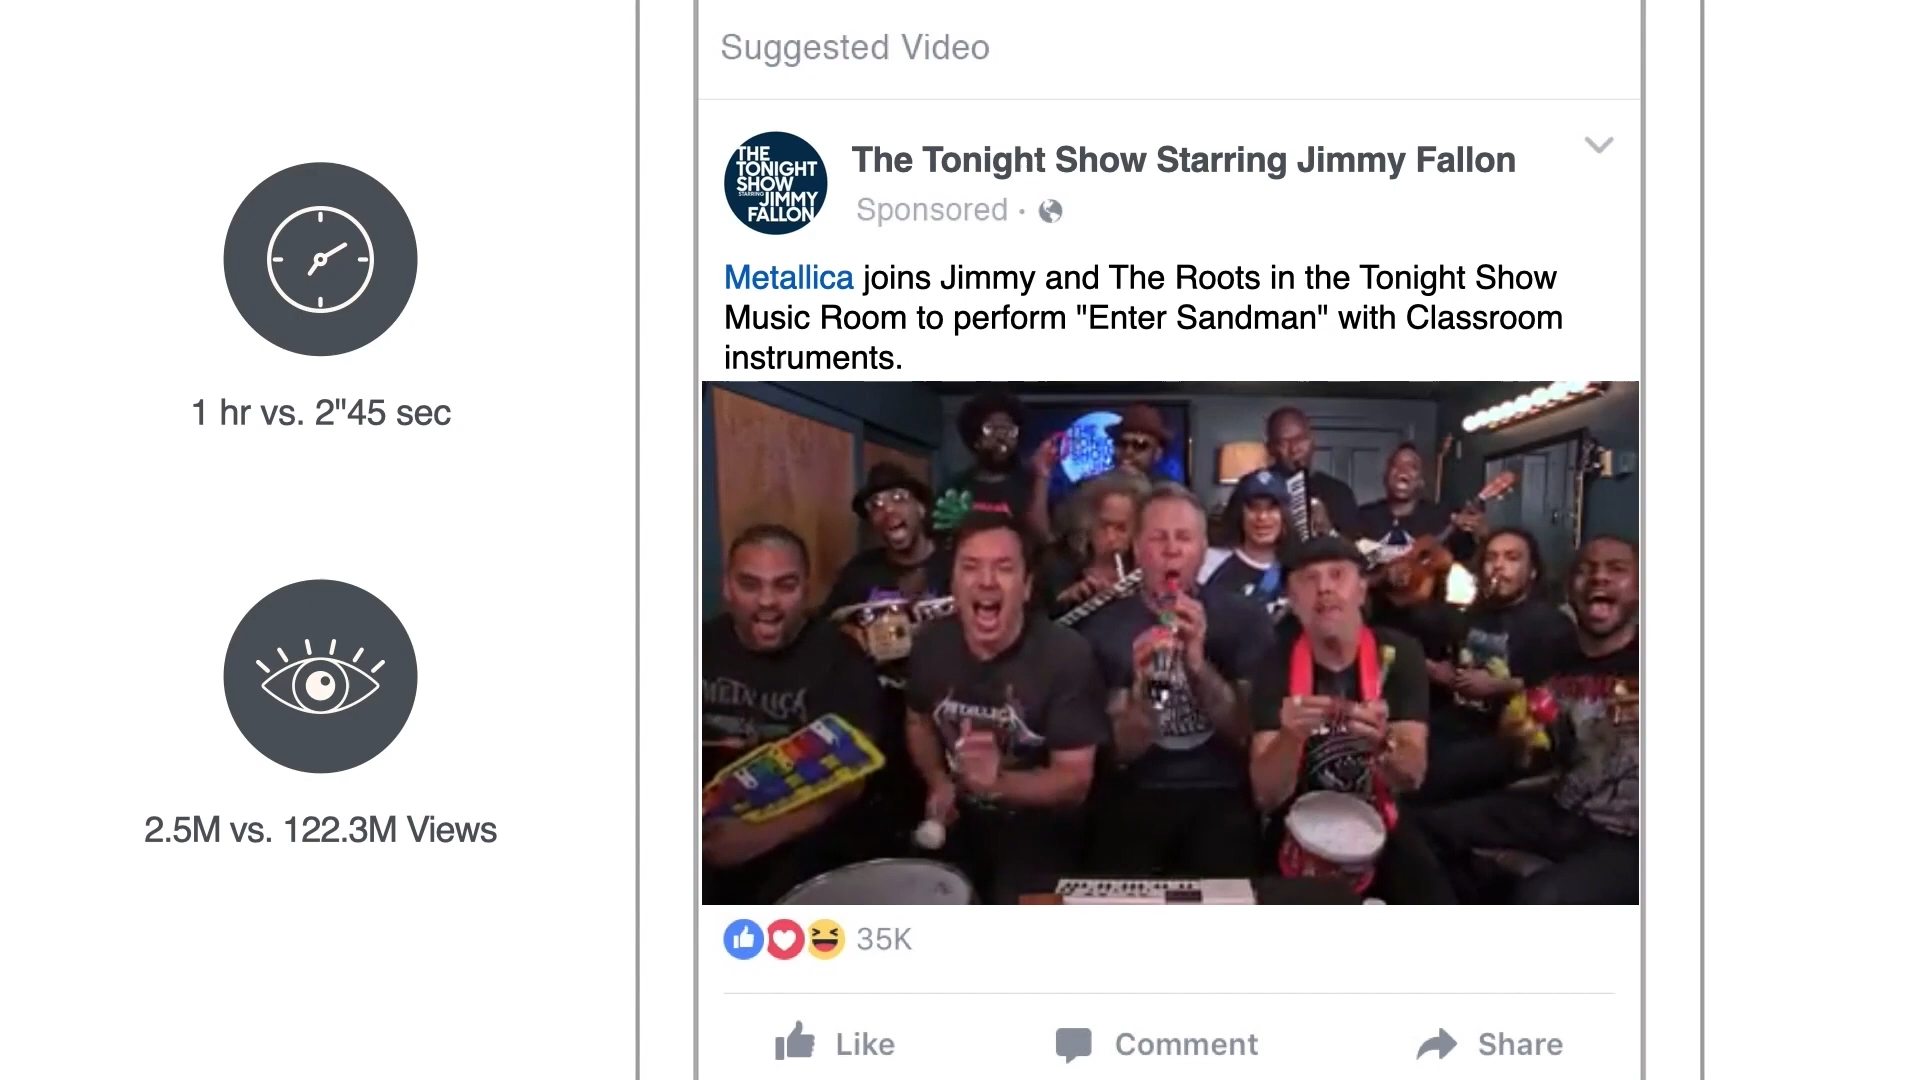 1 hr vs. 2"45 sec
2.5M vs. 122.3M Views
Suggested Video
THE
TONIGHT
SHOW
STARRING
JIMMY
FALLON
The Tonight Show Starring Jimmy Fallon
Sponsored ·
Metallica joins Jimmy and The Roots in the Tonight Show
Music Room to perform "Enter Sandman" with Classroom
instruments.
METALLICA
METALLICA
35K
Like
Comment
Share